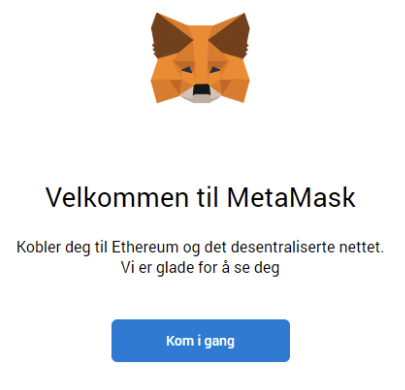 Velkommen til MetaMask
Kobler deg til Ethereum og det desentraliserte nettet.
Vi er glade for å se deg
Kom i gang